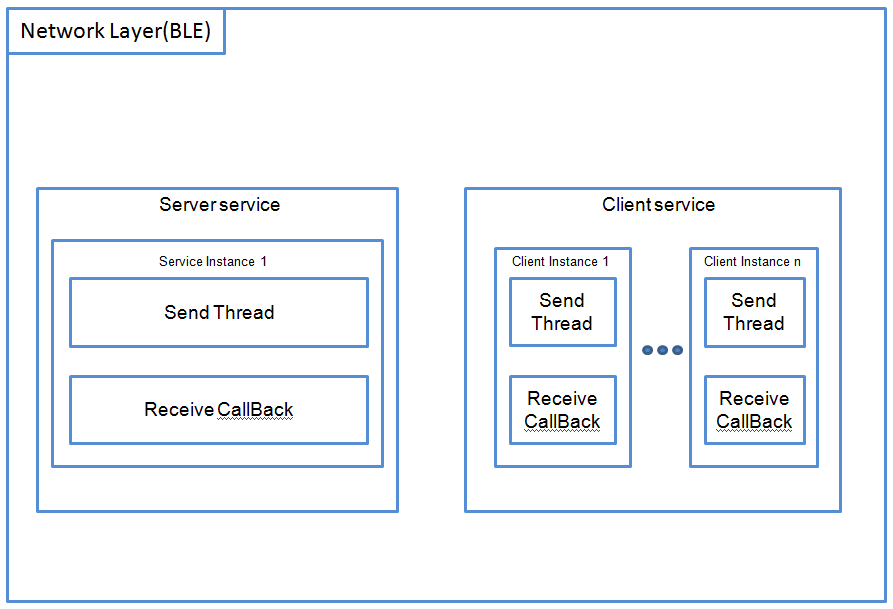 Network Layer(BLE)
Server service
Service Instance 1
Send Thread
Receive CallBack
Client service
Client Instance 1
Send
Thread
Receive
CallBack
Client Instance n
Send
Thread
Receive
CallBack